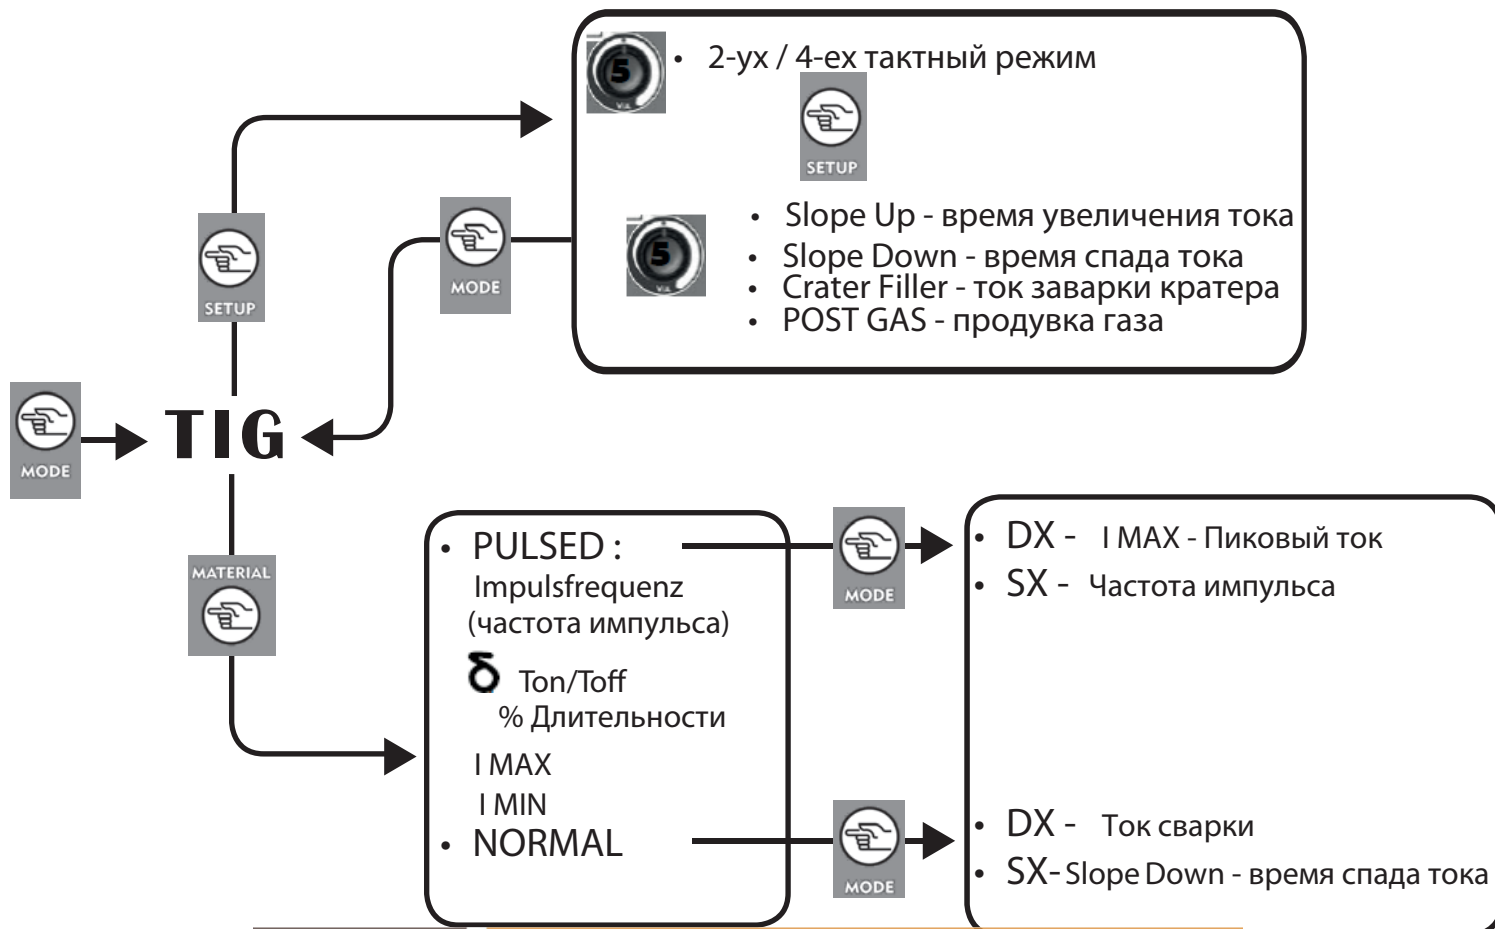 5
• 2-ух / 4-ех тактный режим
SETUP
5
• Slope Up - время увеличения тока
• Slope Down - время спада тока
• Crater Filler - ток заварки кратера
• POST GAS - продувка газа
SETUP
MODE
MODE
TIG
MATERIAL
• PULSED :
Impulsfrequenz
(частота импульса)
δ Ton/Toff
% Длительности
I MAX
I MIN
• NORMAL
MODE
• DX - I MAX - Пиковый ток
• SX - Частота импульса
MODE
• DX - Ток сварки
• SX- Slope Down - время спада тока